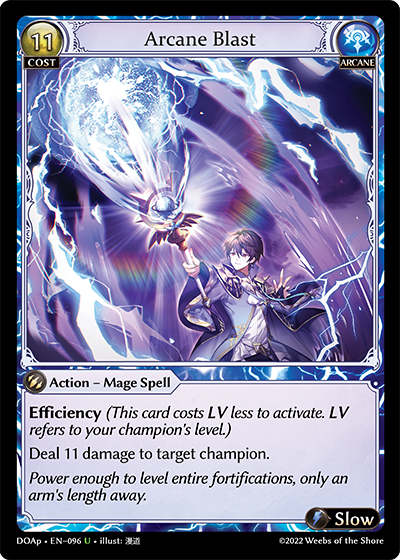 11
COST
Arcane Blast
ARCANE
Action – Mage Spell
Efficiency (This card costs LV less to activate. LV
refers to your champion's level.)
Deal 11 damage to target champion.
Power enough to level entire fortifications, only an
arm's length away.
Slow
DOAp • EN–096 U • illust: 漫道
©2022 Weebs of the Shore